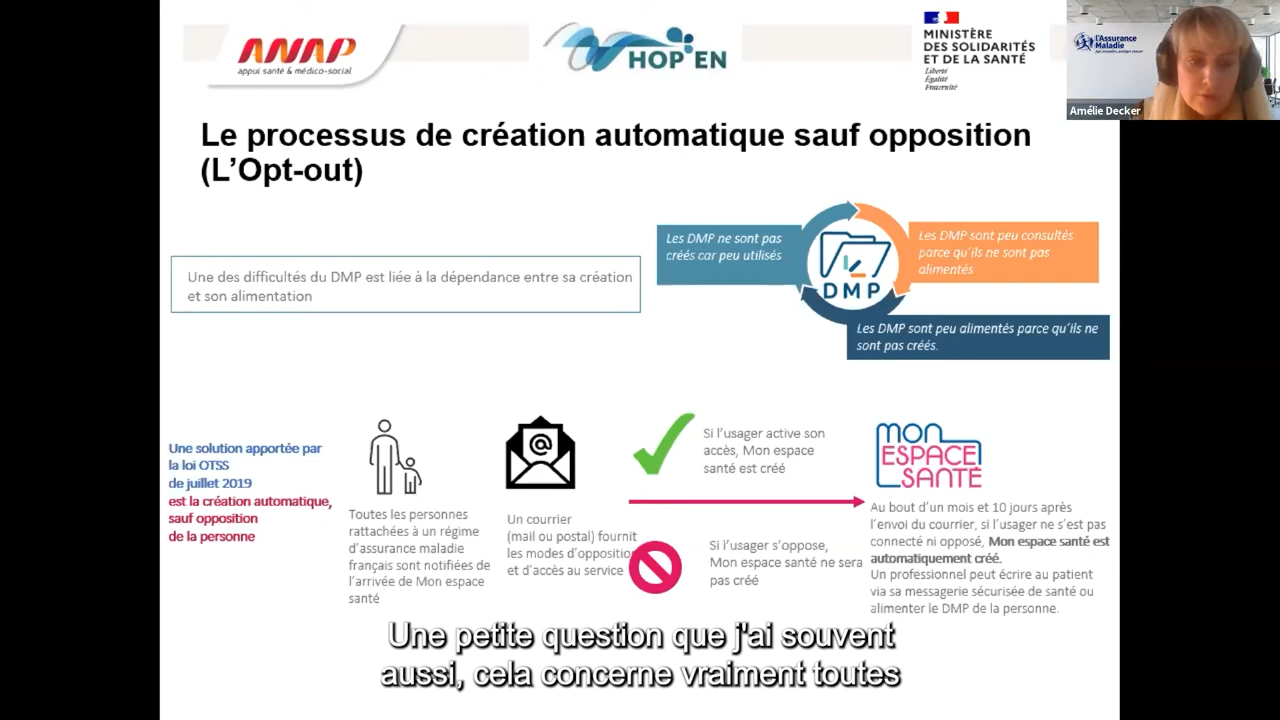 ANAP
appui santé & médico-social
HOP'EN
MINISTÈRE
DES SOLIDARITÉS
ET DE LA SANTÉ
Liberté
Égalité
Fraternité
l'Assurance
Maladie
Amélie Decker
Le processus de création automatique sauf opposition
(L'Opt-out)
Une des difficultés du DMP est liée à la dépendance entre sa création
et son alimentation
Les DMP ne sont pas
créés car peu utilisés
DMP
Les DMP sont peu consultés
parce qu'ils ne sont pas
alimentés
Les DMP sont peu alimentés parce qu'ils ne
sont pas créés.
Une solution apportée par
la loi OTSS
de juillet 2019
est la création automatique,
sauf opposition
de la personne
Toutes les personnes
rattachées à un régime
d'assurance maladie
français sont notifiées de
l'arrivée de Mon espace
santé
@
Un courrier
(mail ou postal) fournit
les modes d'opposition
et d'accès au service
Si l'usager active son
accès, Mon espace
santé est créé
Si l'usager s'oppose,
Mon espace santé ne sera
pas créé
MON
ESPACE
SANTÉ
Au bout d'un mois et 10 jours après
l'envoi du courrier, si l'usager ne s'est pas
connecté ni opposé, Mon espace santé est
automatiquement créé.
Un professionnel peut écrire au patient
via sa messagerie sécurisée de santé ou
alimenter le DMP de la personne.
Une petite question que j'ai souvent
aussi, cela concerne vraiment toutes